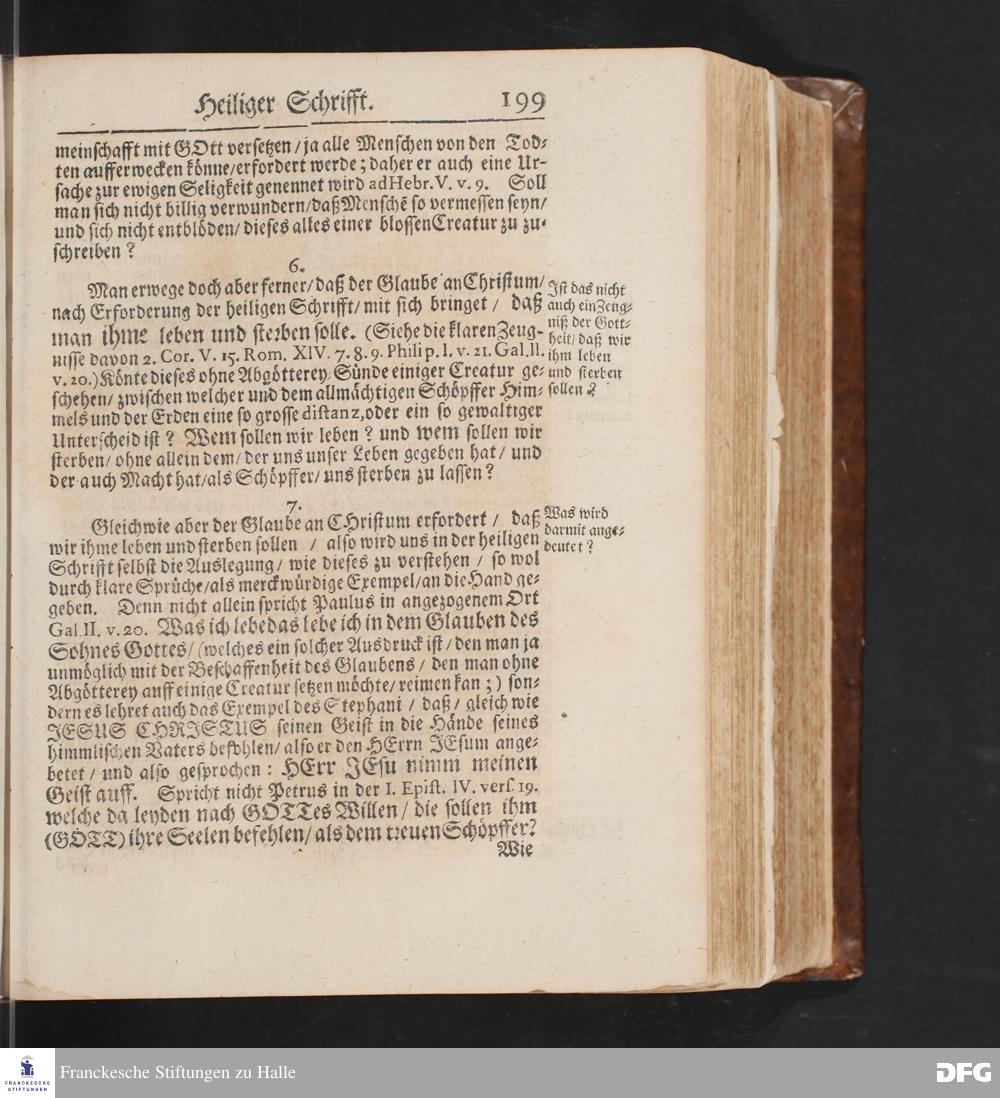 Heiliger Schrifft. 199
meinschafft mit GOtt versetzen / ja alle Menschen von den Tod-
ten aufferwecken könne / erfordert werde ; daher er auch eine Ur-
sache zur ewigen Seligkeit genennet wird ad Hebr. V. v. 9. Soll
man sich nicht billig verwundern / daß Menschē so vermessen seyn /
und sich nicht entblöden / dieses alles einer blossen Creatur zu zu-
schreiben ?
6.
Man erwege doch aber ferner / daß der Glaube an Christum /
nach Erforderung der heiligen Schrifft / mit sich bringet / daß
man ihme leben und sterben solle. (Siehe die klaren Zeug-
nisse davon 2. Cor. V. 15. Rom. XIV. 7. 8. 9. Philip. I. v. 21. Gal. II.
v. 20.) Könte dieses ohne Abgötterey-Sünde einiger Creatur ge-
schehen / zwischen welcher und dem allmächtigen Schöpffer Him-
mels und der Erden eine so grosse distanz, oder ein so gewaltiger
Unterscheid ist ? Wem sollen wir leben ? und wem sollen wir
sterben / ohne allein dem / der uns unser Leben gegeben hat / und
der auch Macht hat / als Schöpffer / uns sterben zu lassen ?
Ist das nicht
auch ein Zeug-
niß der Gott-
heit / daß wir
ihm leben
und sterben
sollen ?
7.
Gleichwie aber der Glaube an CHristum erfordert / daß
wir ihme leben und sterben sollen / also wird uns in der heiligen
Schrifft selbst die Auslegung / wie dieses zu verstehen / so wol
durch klare Sprüche / als merckwürdige Exempel / an die Hand ge-
geben. Denn nicht allein spricht Paulus in angezogenem Ort
Gal. II. v. 20. Was ich lebe das lebe ich in dem Glauben des
Sohnes Gottes / (welches ein solcher Ausdruck ist / den man ja
unmöglich mit der Beschaffenheit des Glaubens / den man ohne
Abgötterey auff einige Creatur setzen möchte / reimen kan ; ) son-
dern es lehret auch das Exempel des Stephani / daß / gleich wie
JESUS CHRISTUS seinen Geist in die Hände seines
himmlischen Vaters befohlen / also er den HErrn JEsum ange-
betet / und also gesprochen : HErr JEsu nimm meinen
Geist auff. Spricht nicht Petrus in der I. Epist. IV. vers. 19.
welche da leyden nach GOTTes Willen / die sollen ihm
(GOTT) ihre Seelen befehlen / als dem treuen Schöpffer ?
Was wird
darmit ange-
deutet ?
Wie
FRANCKESCHE
STIFTUNGEN
Franckesche Stiftungen zu Halle
DFG